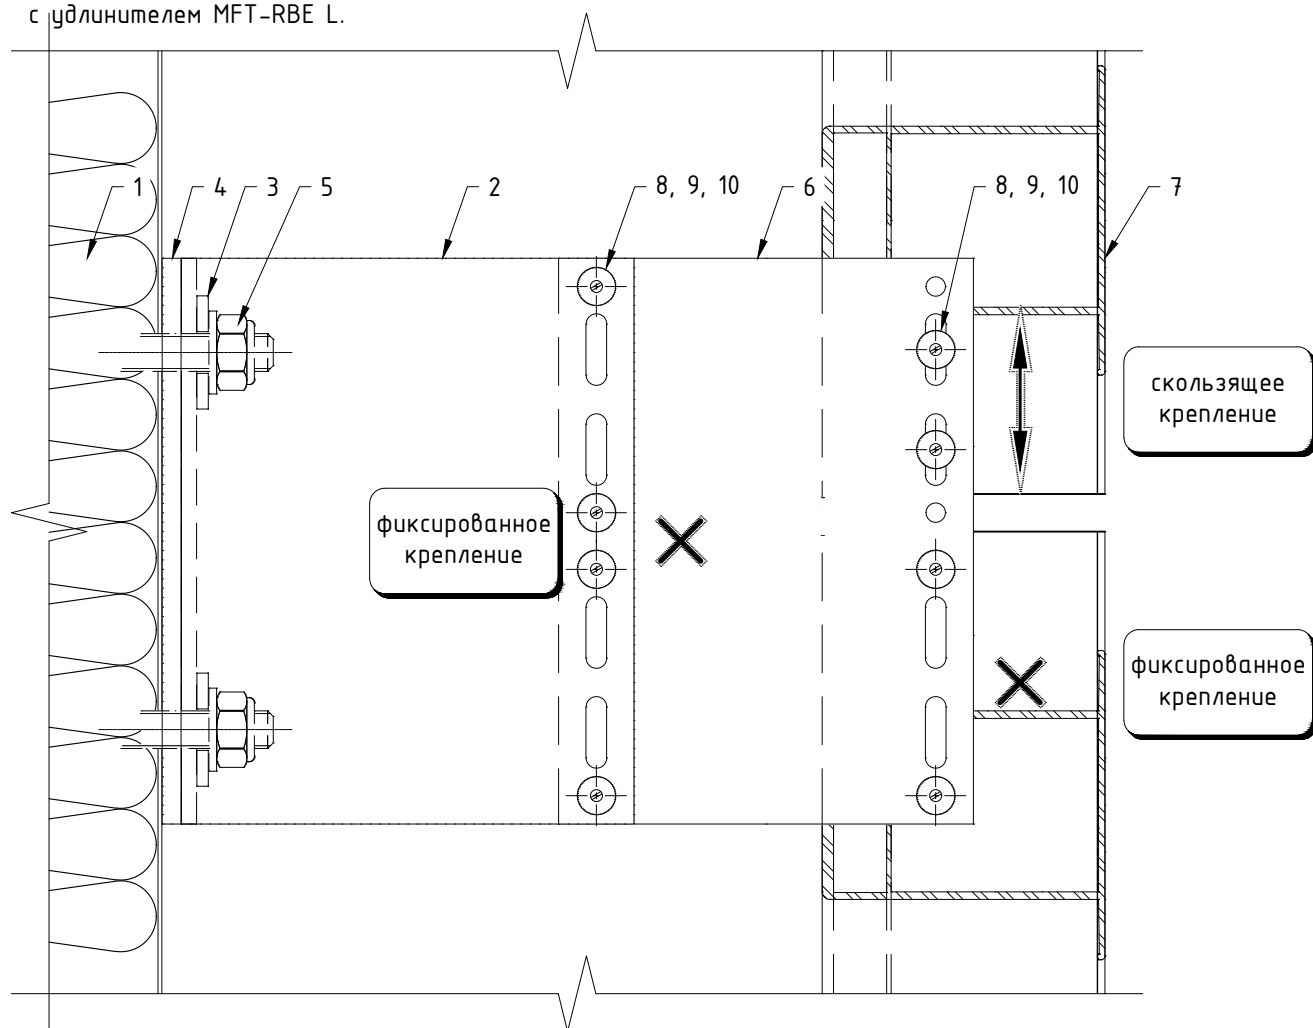 с удлинителем MFT-RBE L.
1
4
3
5
2
8, 9, 10
6
8, 9, 10
7
скользящее
крепление
фиксированное
крепление
фиксированное
крепление